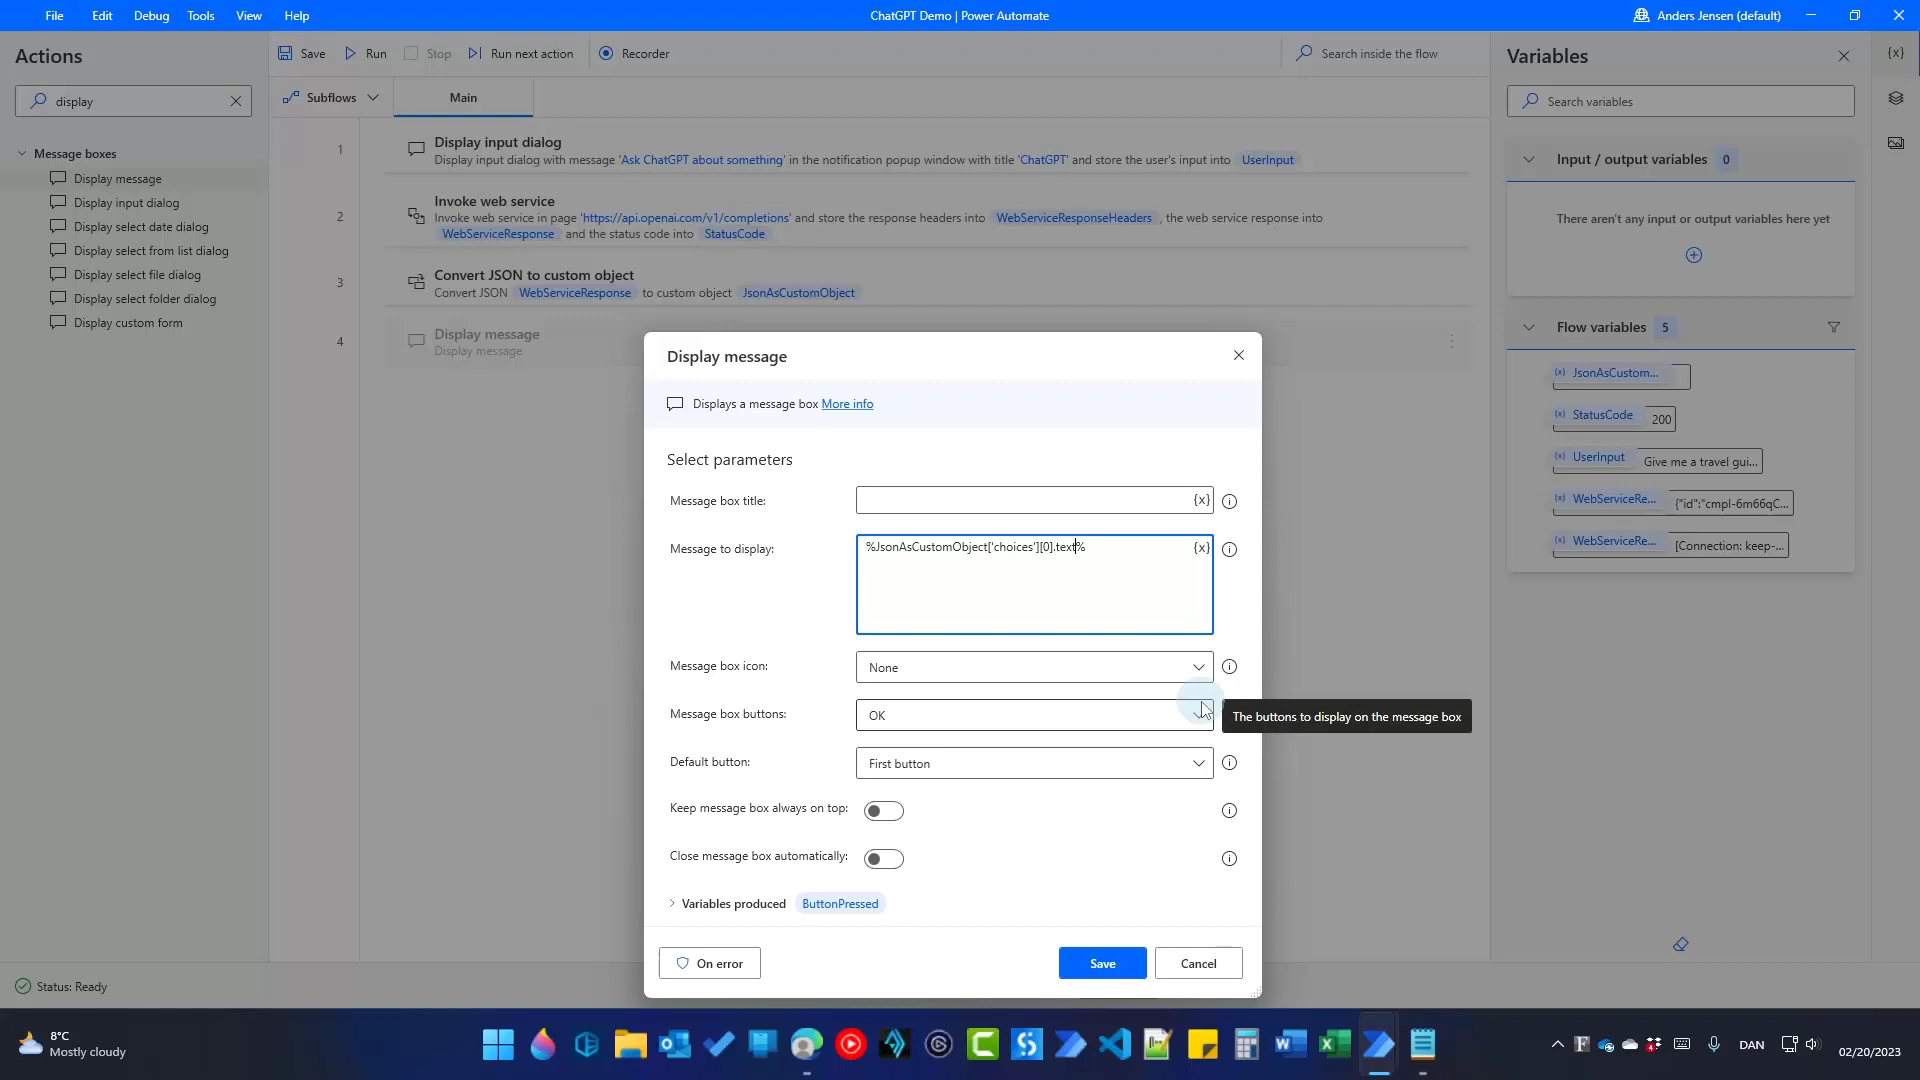 File Edit Debug Tools View Help
ChatGPT Demo | Power Automate
Anders Jensen (default)
Actions
display
Message boxes
Display message
Display input dialog
Display select date dialog
Display select from list dialog
Display select file dialog
Display select folder dialog
Display custom form
Save Run Stop Run next action Recorder
Search inside the flow
Subflows Main
1
Display input dialog
Display input dialog with message 'Ask ChatGPT about something' in the notification popup window with title 'ChatGPT' and store the user's input into UserInput
2
Invoke web service
Invoke web service in page 'https://api.openai.com/v1/completions' and store the response headers into WebServiceResponseHeaders , the web service response into
WebServiceResponse and the status code into StatusCode
3
Convert JSON to custom object
Convert JSON WebServiceResponse to custom object JsonAsCustomObject
4
Display message
Display message
Display message
Displays a message box More info
Select parameters
Message box title: {x}
Message to display: %JsonAsCustomObject['choices'][0].text% {x}
Message box icon: None
Message box buttons: OK
The buttons to display on the message box
Default button: First button
Keep message box always on top:
Close message box automatically:
Variables produced ButtonPressed
On error Save Cancel
Variables
{x}
Search variables
Input / output variables 0
There aren't any input or output variables here yet
Flow variables 5
(x) JsonAsCustom...
(x) StatusCode 200
(x) UserInput Give me a travel gui...
(x) WebServiceRe... {"id":"cmpl-6m66qC...
(x) WebServiceRe... [Connection: keep-...
Status: Ready
8°C
Mostly cloudy
DAN
02/20/2023